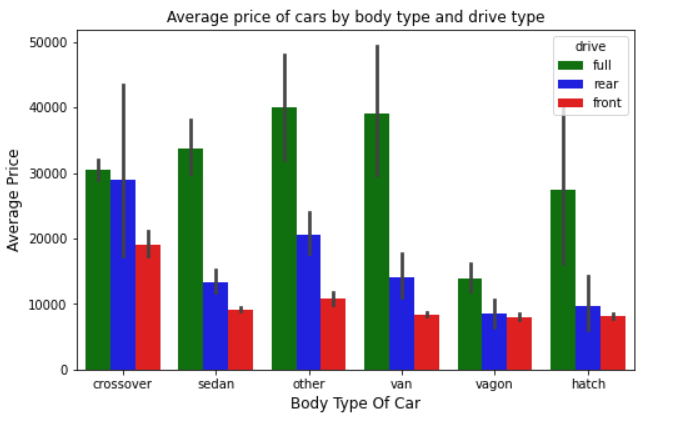 Average price of cars by body type and drive type
Average Price
50000
40000
30000
20000
10000
0
drive
full
rear
front
crossover sedan other van vagon hatch
Body Type Of Car